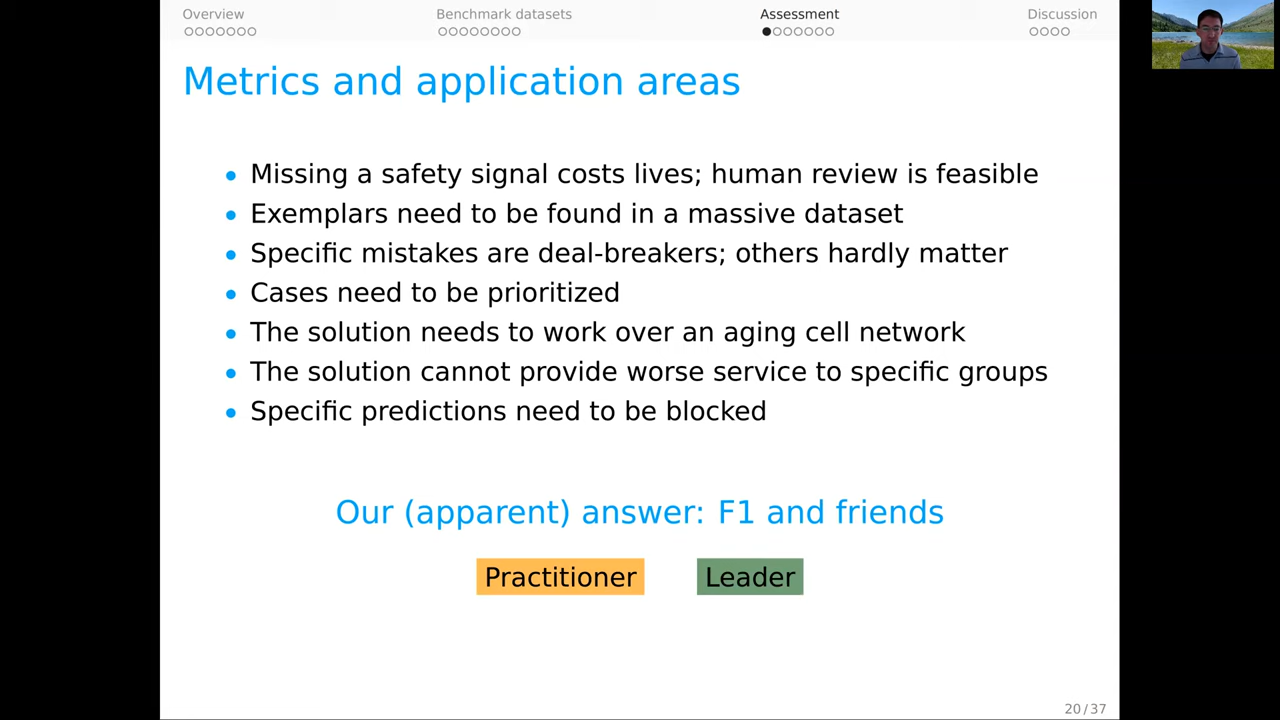 Overview Benchmark datasets Assessment Discussion
Metrics and application areas
• Missing a safety signal costs lives; human review is feasible
• Exemplars need to be found in a massive dataset
• Specific mistakes are deal-breakers; others hardly matter
• Cases need to be prioritized
• The solution needs to work over an aging cell network
• The solution cannot provide worse service to specific groups
• Specific predictions need to be blocked
Our (apparent) answer: F1 and friends
Practitioner Leader
20/37